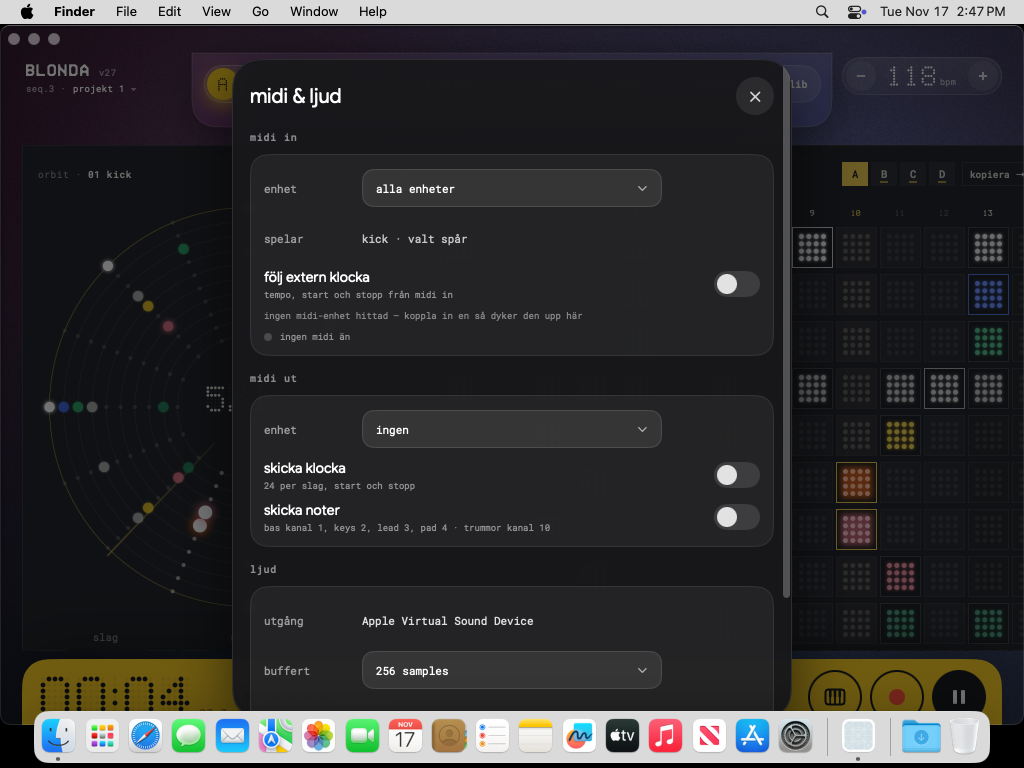 Finder File Edit View Go Window Help Tue Nov 17 2:47 PM
BLONDA v27
seq.3 · projekt 1
A
lib
118 bpm
midi & ljud
midi in
enhet alla enheter
spelar kick · valt spår
följ extern klocka
tempo, start och stopp från midi in
ingen midi-enhet hittad — koppla in en så dyker den upp här
ingen midi än
midi ut
enhet ingen
skicka klocka
24 per slag, start och stopp
skicka noter
bas kanal 1, keys 2, lead 3, pad 4 · trummor kanal 10
ljud
utgång Apple Virtual Sound Device
buffert 256 samples
orbit · 01 kick
5.
slag
A B C D kopiera →
9 10 11 12 13
00:04
NOV
17
tv